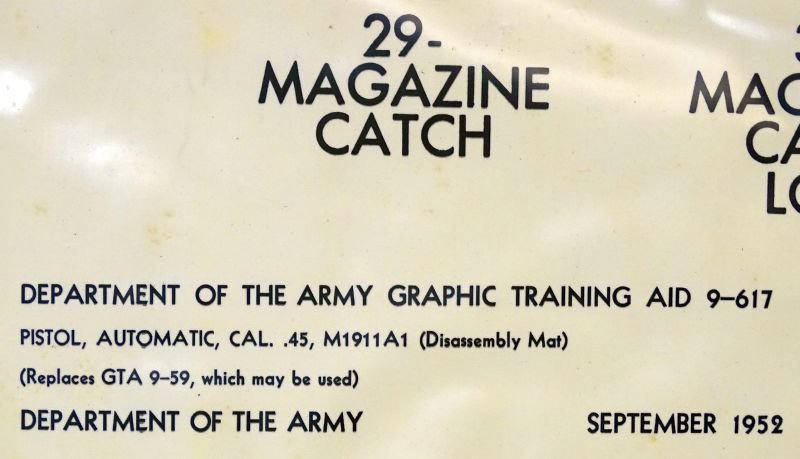 29-
MAGAZINE
CATCH
DEPARTMENT OF THE ARMY GRAPHIC TRAINING AID 9–617
PISTOL, AUTOMATIC, CAL. .45, M1911A1 (Disassembly Mat)
(Replaces GTA 9–59, which may be used)
DEPARTMENT OF THE ARMY SEPTEMBER 1952